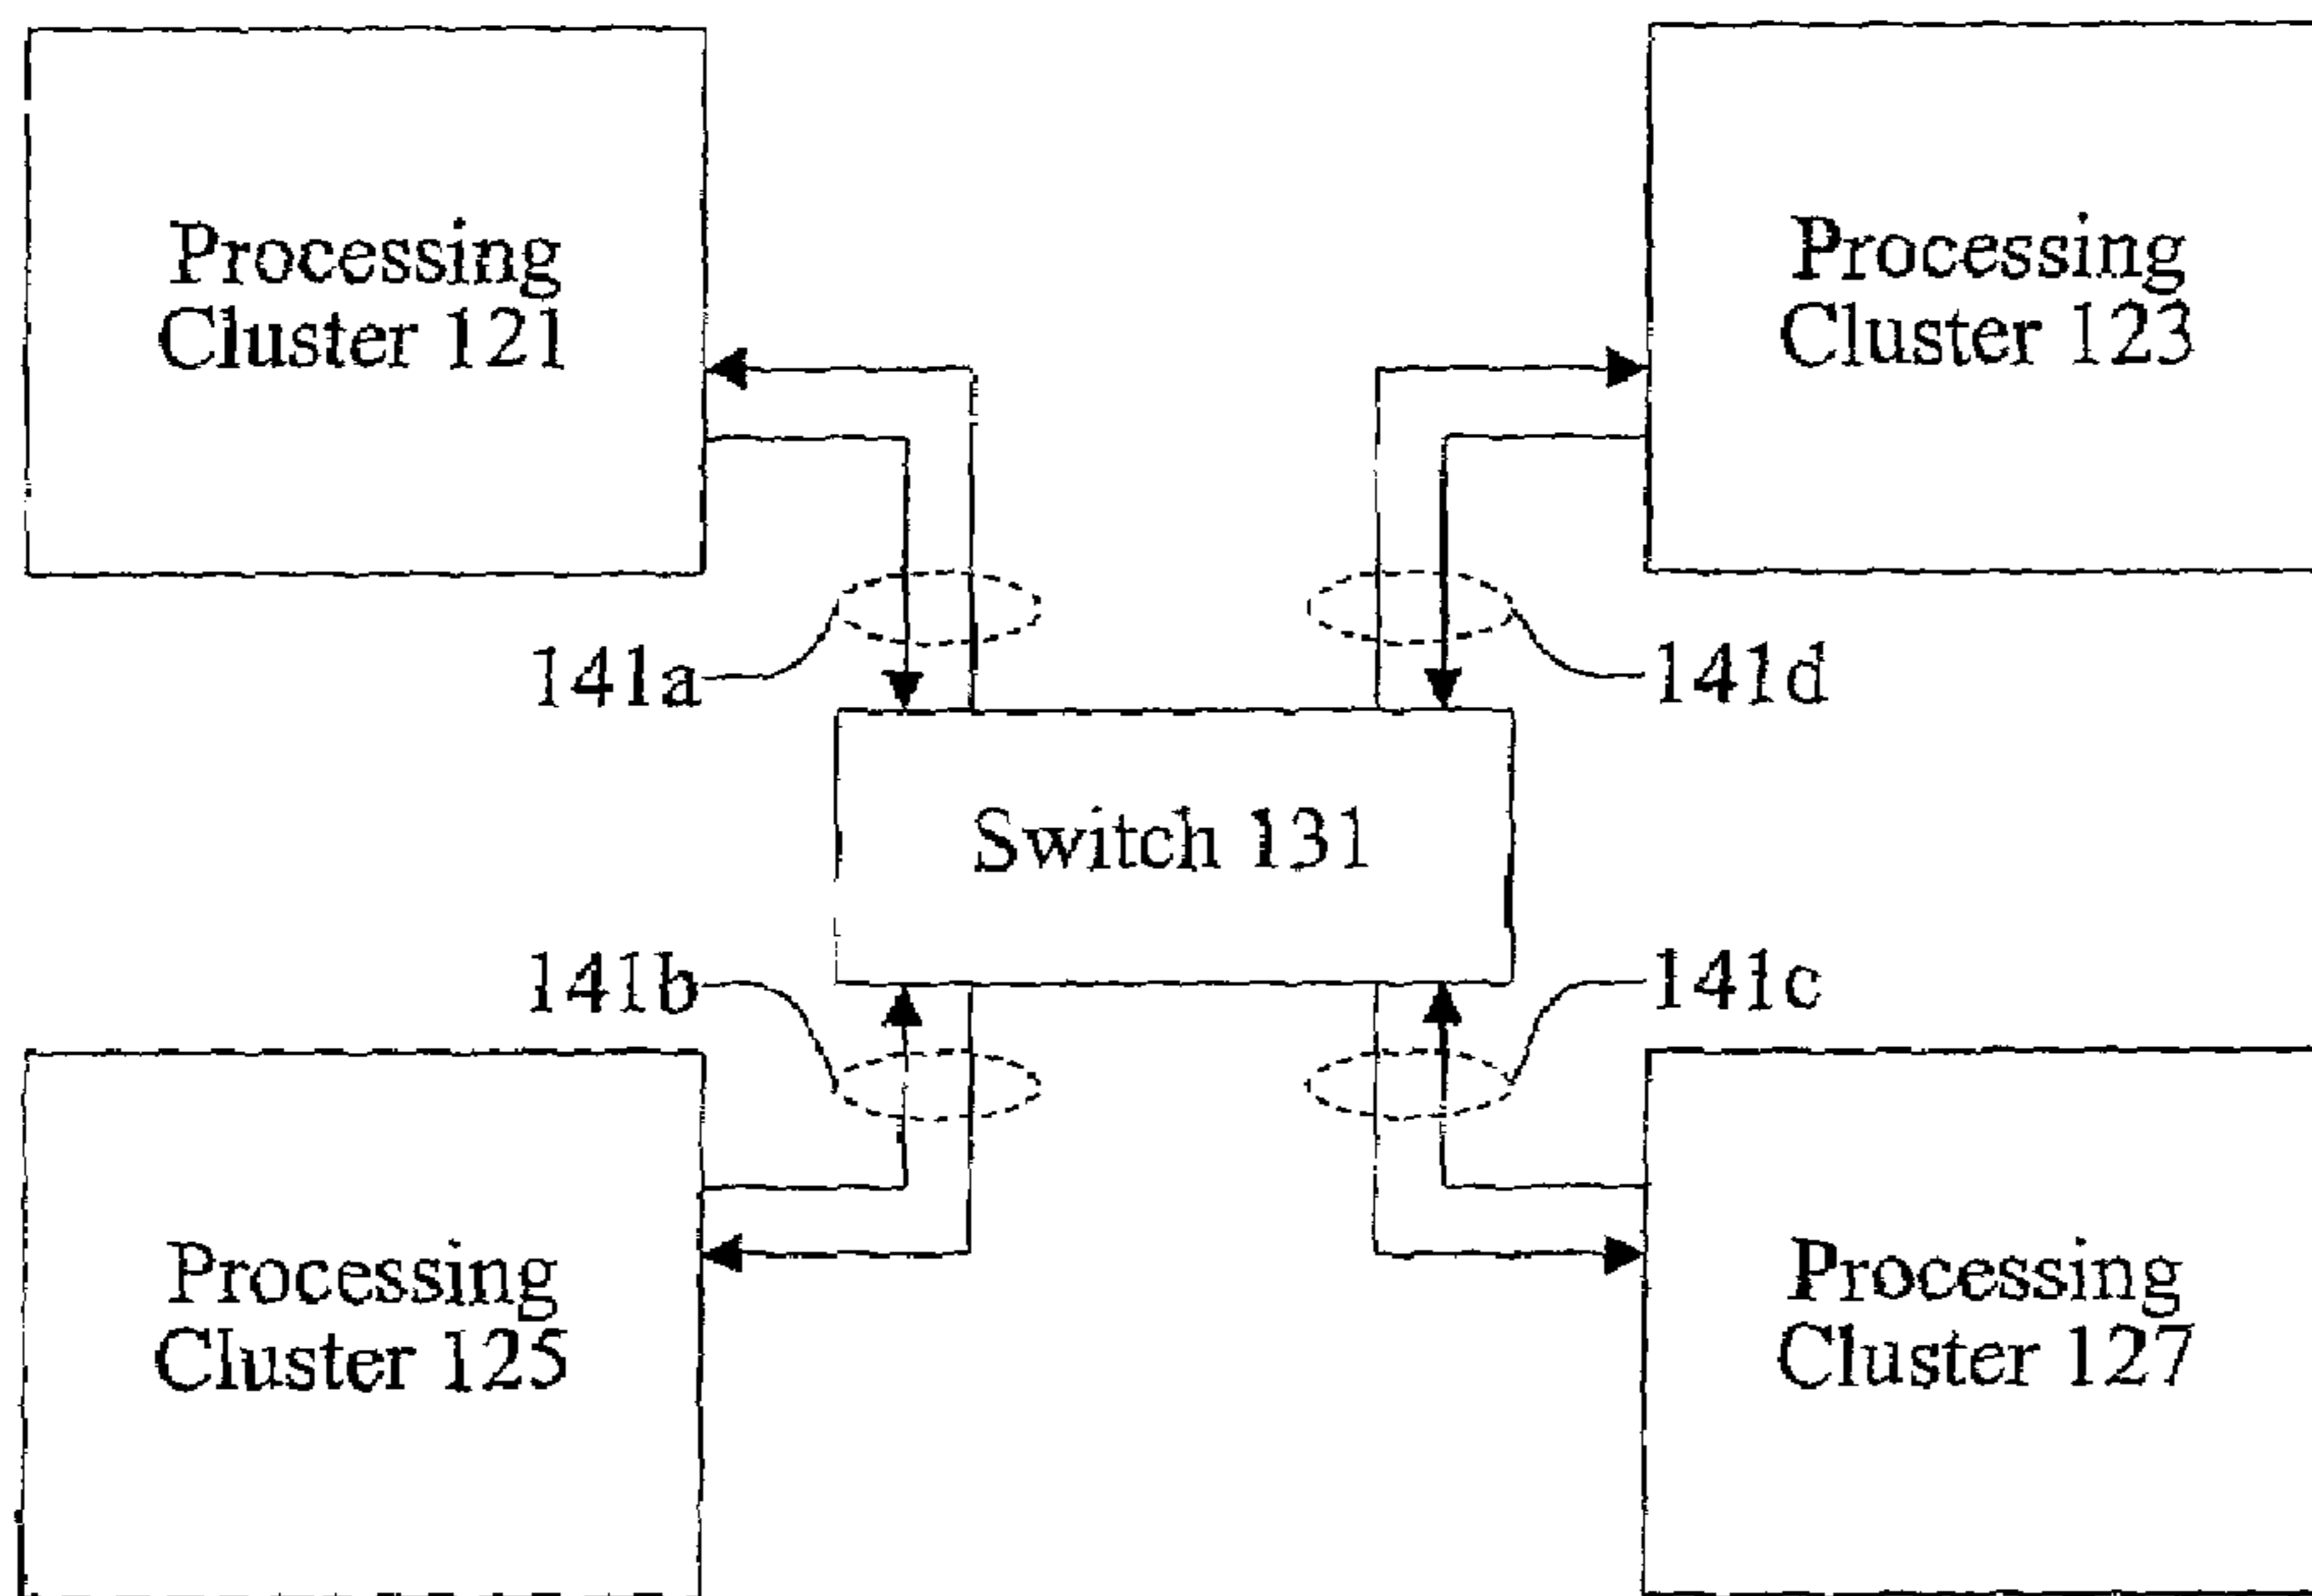 Processing
Cluster 121
Processing
Cluster 123
141a
141d
Switch 131
141b
141c
Processing
Cluster 125
Processing
Cluster 127